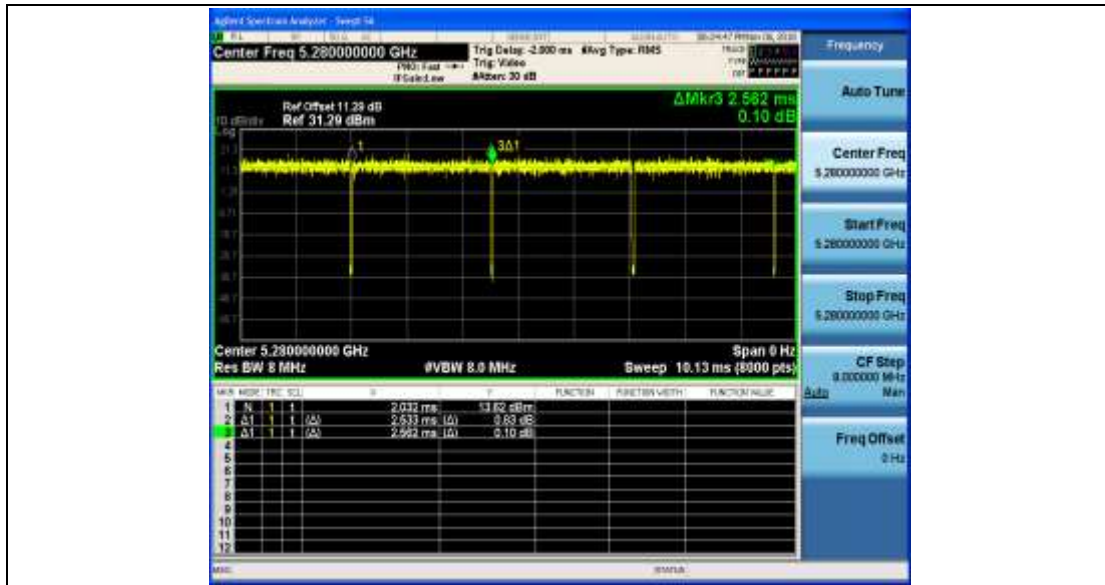 Agilent Spectrum Analyzer - Swept SA
Center Freq 5.280000000 GHz
PNO: Fast
IFGain:Low
Trig Delay: -2.000 ms
Trig: Video
#Atten: 30 dB
#Avg Type: RMS
ΔMkr3 2.562 ms
0.10 dB
Ref Offset 11.29 dB
Ref 31.29 dBm
10 dB/div
Log
1
3Δ1
Center 5.280000000 GHz
Span 0 Hz
Res BW 8 MHz
#VBW 8.0 MHz
Sweep 10.13 ms (8000 pts)
MKR MODE TRC SCL X Y FUNCTION FUNCTION WIDTH FUNCTION VALUE
1 N 1 t 2.032 ms 13.62 dBm
2 Δ1 1 t (Δ) 2.533 ms (Δ) 0.83 dB
3 Δ1 1 t (Δ) 2.562 ms (Δ) 0.10 dB
4
5
6
7
8
9
10
11
12
MSG
STATUS
Frequency
Auto Tune
Center Freq
5.280000000 GHz
Start Freq
5.280000000 GHz
Stop Freq
5.280000000 GHz
CF Step
8.000000 MHz
Auto Man
Freq Offset
0 Hz